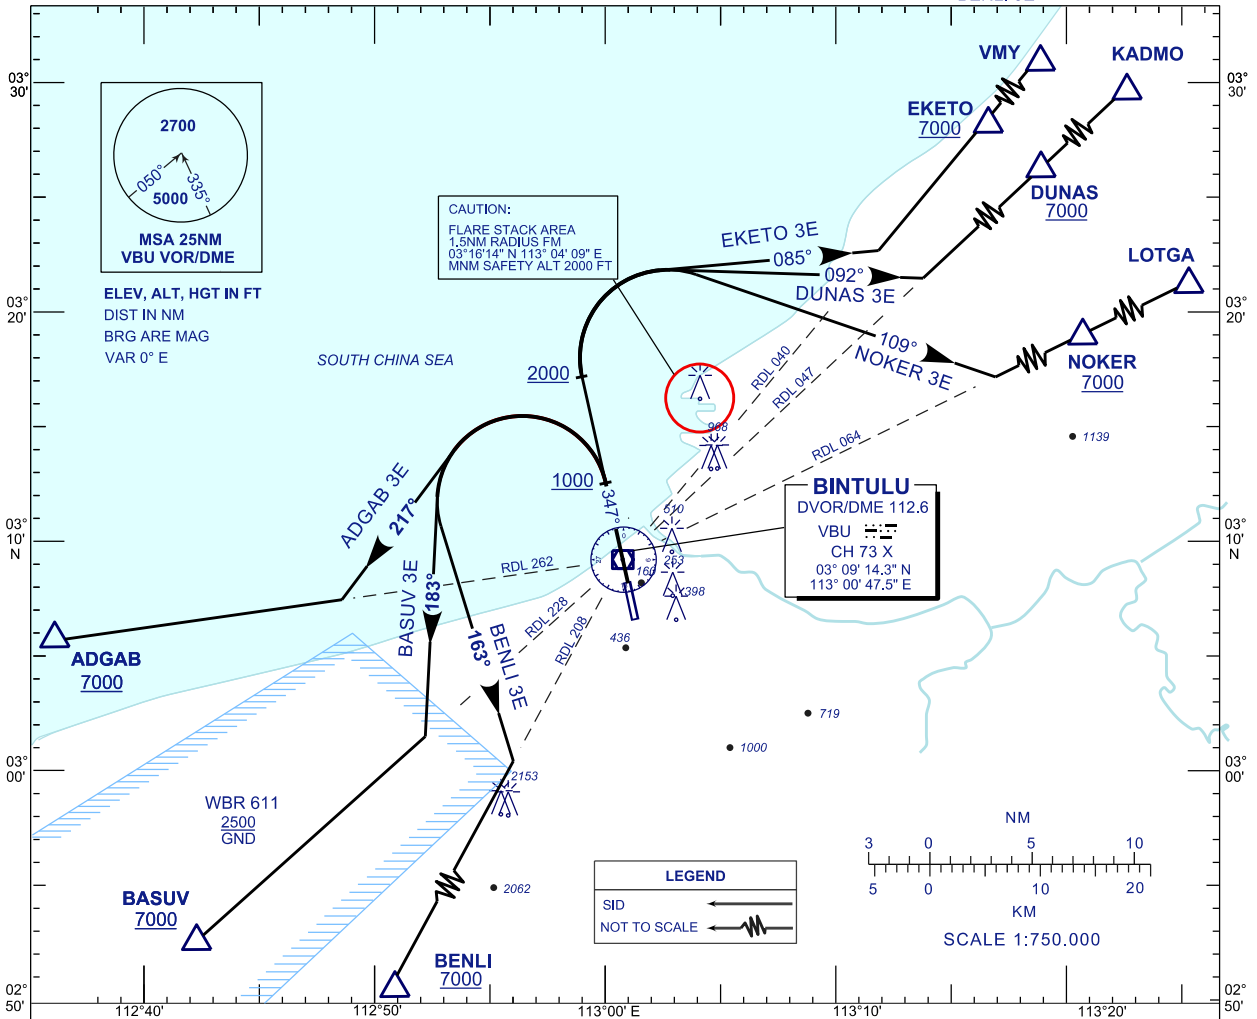 VMY
KADMO
03°
30'
03°
30'
EKETO
7000
2700
050°
335°
5000
MSA 25NM
VBU VOR/DME
DUNAS
7000
CAUTION:
FLARE STACK AREA
1,5NM RADIUS FM
03°16'14" N 113° 04' 09" E
MNM SAFETY ALT 2000 FT
EKETO 3E
085°
092°
DUNAS 3E
LOTGA
ELEV, ALT, HGT IN FT
DIST IN NM
BRG ARE MAG
VAR 0° E
03°
20'
03°
20'
SOUTH CHINA SEA
109°
NOKER 3E
NOKER
7000
2000
RDL 040
RDL 047
968
1139
RDL 064
ADGAB 3E
217°
1000
347°
BINTULU
DVOR/DME 112.6
VBU
CH 73 X
03° 09' 14.3" N
113° 00' 47.5" E
510
03°
10'
N
03°
10'
N
253
160
398
RDL 262
BASUV 3E
183°
RDL 228
RDL 208
BENLI 3E
163°
436
ADGAB
7000
719
1000
03°
00'
03°
00'
2153
WBR 611
2500
GND
NM
3 0 5 10
5 0 10 20
KM
SCALE 1:750.000
LEGEND
SID
NOT TO SCALE
2062
BASUV
7000
BENLI
7000
02°
50'
02°
50'
112°40' 112°50' 113°00' E 113°10' 113°20'